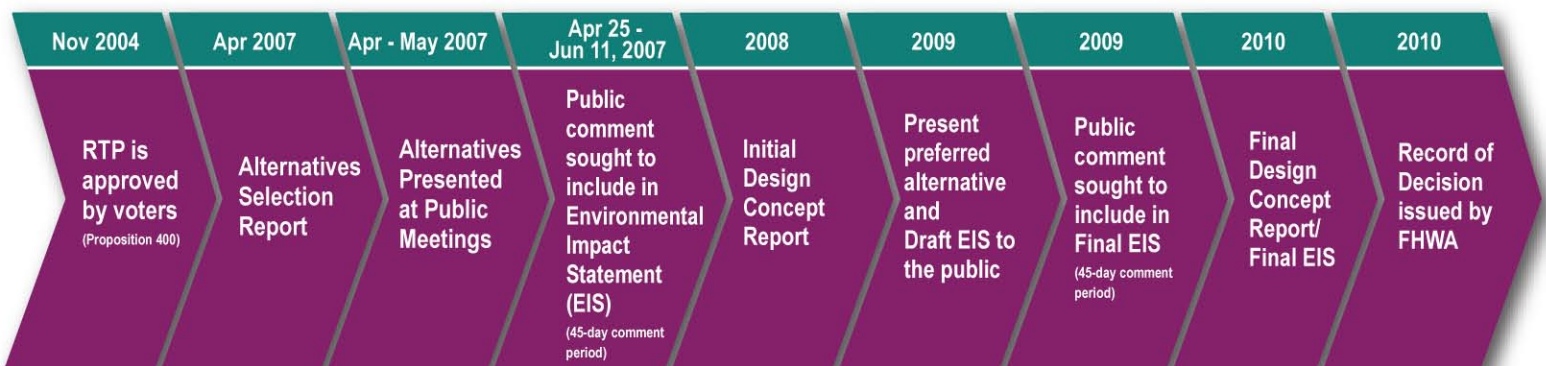 Nov 2004
RTP is
approved
by voters
(Proposition 400)
Apr 2007
Alternatives
Selection
Report
Apr - May 2007
Alternatives
Presented
at Public
Meetings
Apr 25 -
Jun 11, 2007
Public
comment
sought to
include in
Environmental
Impact
Statement
(EIS)
(45-day comment
period)
2008
Initial
Design
Concept
Report
2009
Present
preferred
alternative
and
Draft EIS to
the public
2009
Public
comment
sought to
include in
Final EIS
(45-day comment
period)
2010
Final
Design
Concept
Report/
Final EIS
2010
Record of
Decision
issued by
FHWA